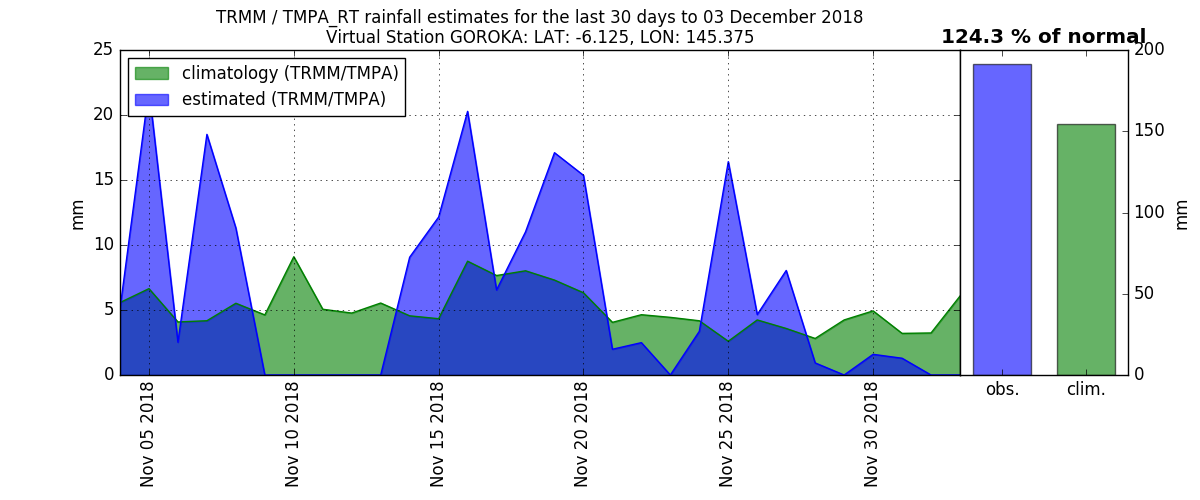 TRMM / TMPA_RT rainfall estimates for the last 30 days to 03 December 2018
Virtual Station GOROKA: LAT: -6.125, LON: 145.375
124.3 % of normal
climatology (TRMM/TMPA)
estimated (TRMM/TMPA)
25
20
15
10
5
0
mm
Nov 05 2018
Nov 10 2018
Nov 15 2018
Nov 20 2018
Nov 25 2018
Nov 30 2018
obs.
clim.
200
150
100
50
0
mm